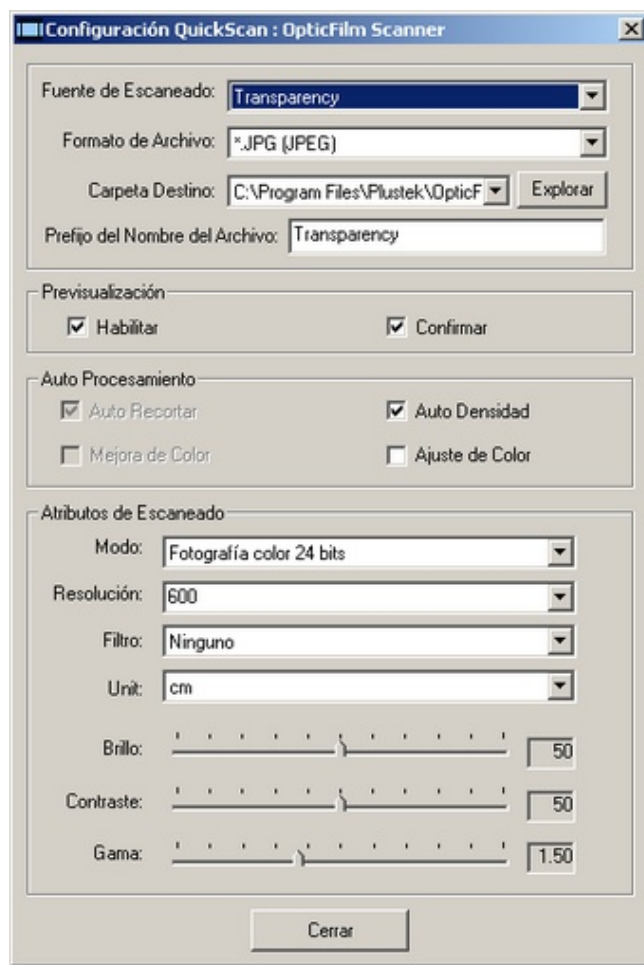 Configuración QuickScan : OpticFilm Scanner
Fuente de Escaneado: Transparency
Formato de Archivo: *.JPG (JPEG)
Carpeta Destino: C:\Program Files\Plustek\OpticF Explorar
Prefijo del Nombre del Archivo: Transparency
Previsualización
Habilitar Confirmar
Auto Procesamiento
Auto Recortar Auto Densidad
Mejora de Color Ajuste de Color
Atributos de Escaneado
Modo: Fotografía color 24 bits
Resolución: 600
Filtro: Ninguno
Unit: cm
Brillo: 50
Contraste: 50
Gama: 1.50
Cerrar